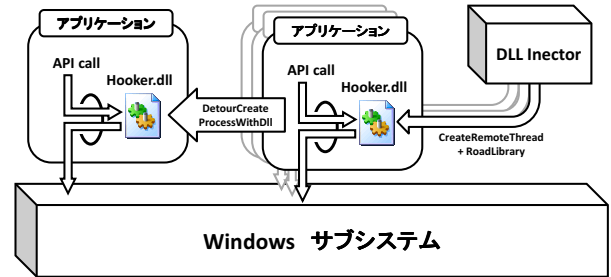 アプリケーション
API call
Hooker.dll
DetourCreate
ProcessWithDll
アプリケーション
API call
Hooker.dll
DLL Inector
CreateRemoteThread
+ RoadLibrary
Windows サブシステム